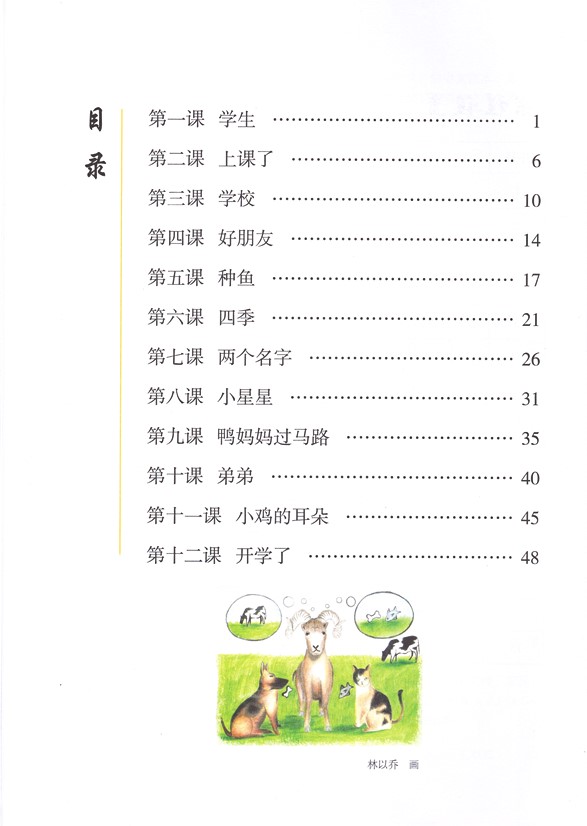 目录
第一课 学生 …………………………………… 1
第二课 上课了 ………………………………… 6
第三课 学校 …………………………………… 10
第四课 好朋友 ………………………………… 14
第五课 种鱼 …………………………………… 17
第六课 四季 …………………………………… 21
第七课 两个名字 ……………………………… 26
第八课 小星星 ………………………………… 31
第九课 鸭妈妈过马路 ………………………… 35
第十课 弟弟 …………………………………… 40
第十一课 小鸡的耳朵 ………………………… 45
第十二课 开学了 ……………………………… 48
林以乔 画